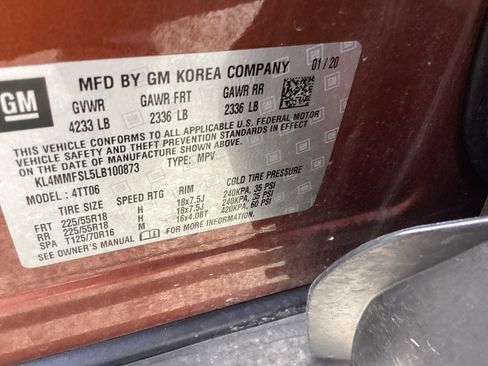 GM
MFD BY GM KOREA COMPANY 01/20
GVWR GAWR FRT GAWR RR
4233 LB 2336 LB 2336 LB
THIS VEHICLE CONFORMS TO ALL APPLICABLE U.S. FEDERAL MOTOR
VEHICLE SAFETY AND THEFT PREVENTION STANDARDS IN EFFECT
ON THE DATE OF MANUFACTURE SHOWN ABOVE.
KL4MMFSL5LB100873 TYPE: MPV
MODEL: 4TT06
TIRE SIZE SPEED RTG RIM COLD TIRE PRESSURE
FRT 225/55R18 H 18x7.5J 240KPA, 35 PSI
RR 225/55R18 H 18x7.5J 240KPA, 35 PSI
SPA T125/70R16 M 16x4.0BT 420KPA, 60 PSI
SEE OWNER'S MANUAL FOR MORE INFORMATION.